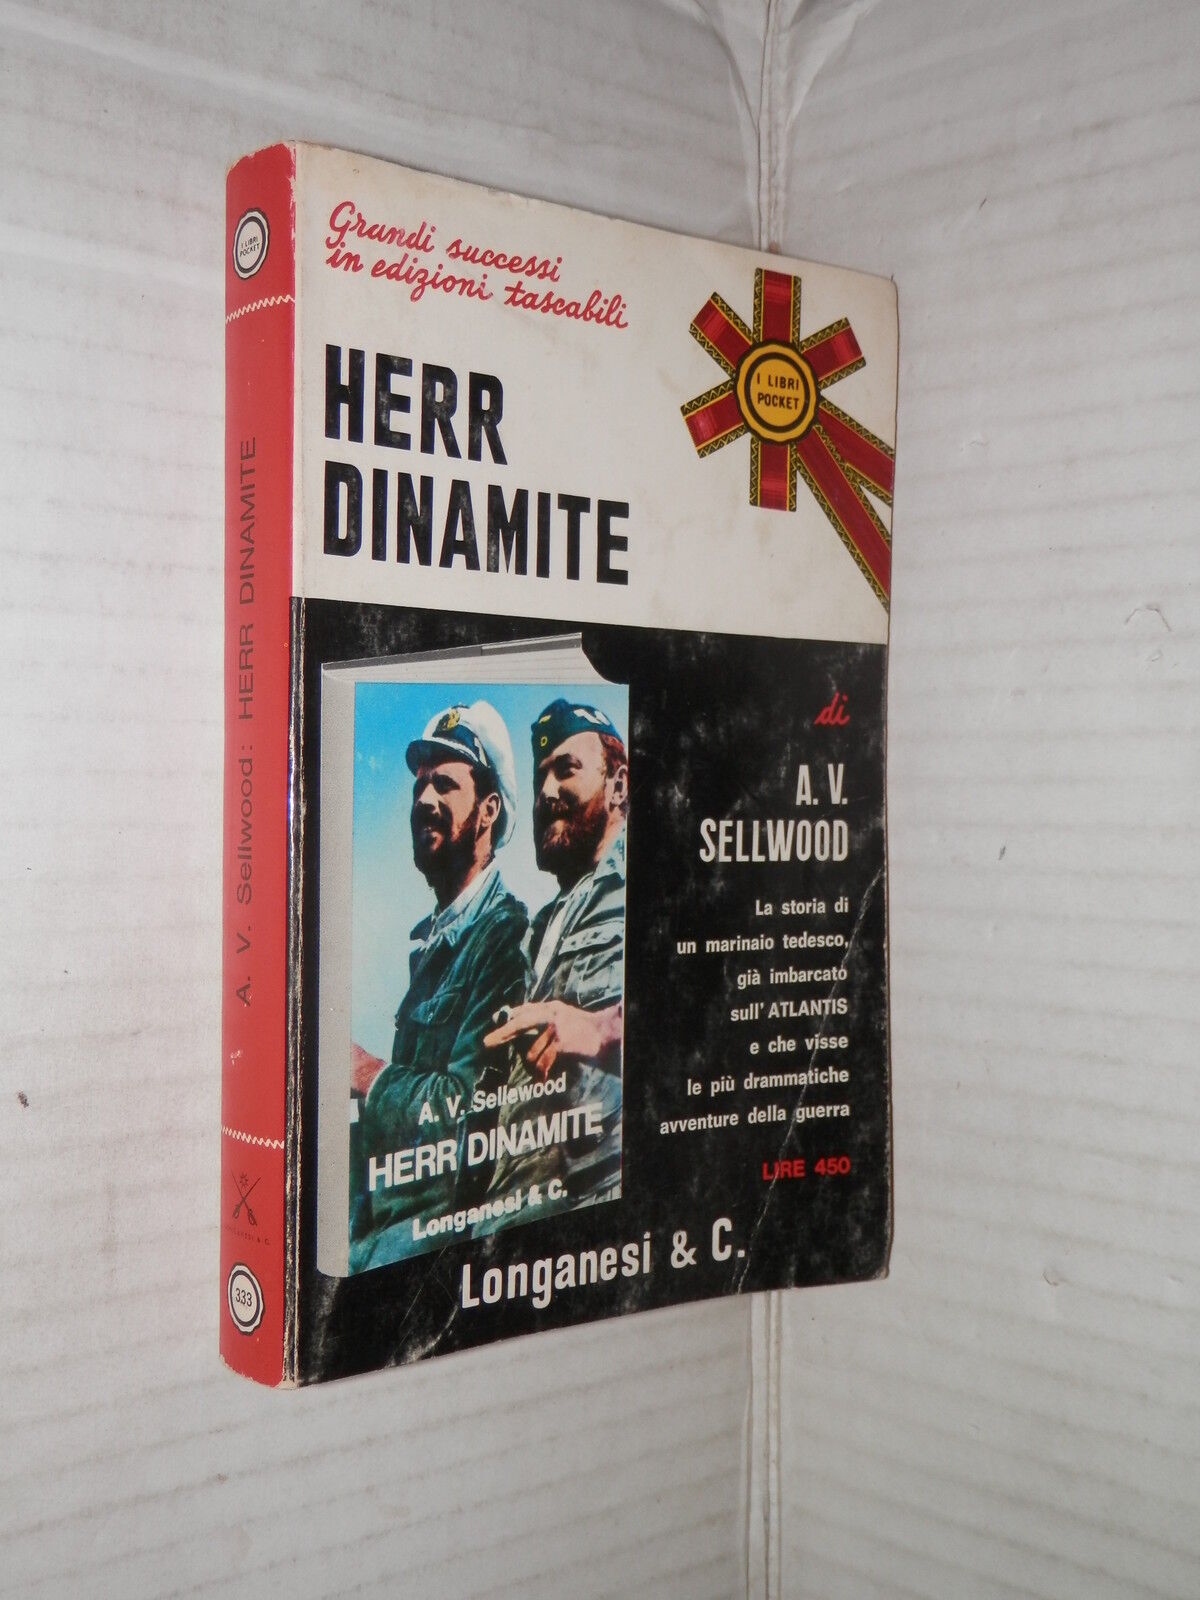 Grandi successi
in edizioni tascabili
I LIBRI
POCKET
HERR
DINAMITE
di
A. V.
SELLWOOD
La storia di
un marinaio tedesco,
già imbarcato
sull'ATLANTIS
e che visse
le più drammatiche
avventure della guerra
LIRE 450
A. V. Sellewood
HERR DINAMITE
Longanesi & C.
Longanesi & C.
I LIBRI
POCKET
A. V. Sellwood: HERR DINAMITE
LONGANESI & C.
333